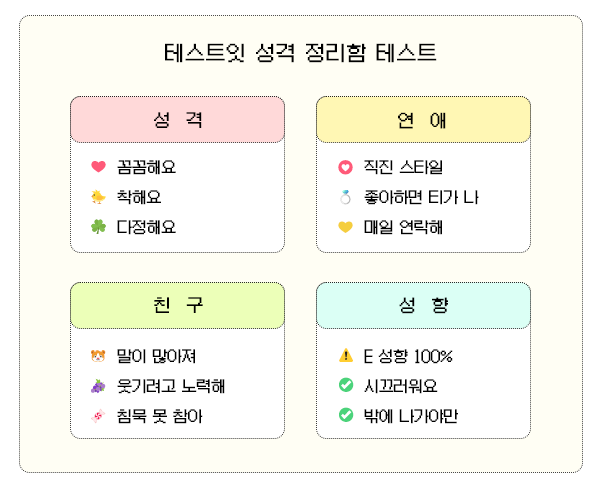 테스트잇 성격 정리함 테스트
성 격
❤️ 꼼꼼해요
🐤 착해요
🍀 다정해요
연 애
직진 스타일
💍 좋아하면 티가 나
💛 매일 연락해
친 구
🐯 말이 많아져
🍇 웃기려고 노력해
🍬 침묵 못 참아
성 향
⚠️ E 성향 100%
✅ 시끄러워요
✅ 밖에 나가야만